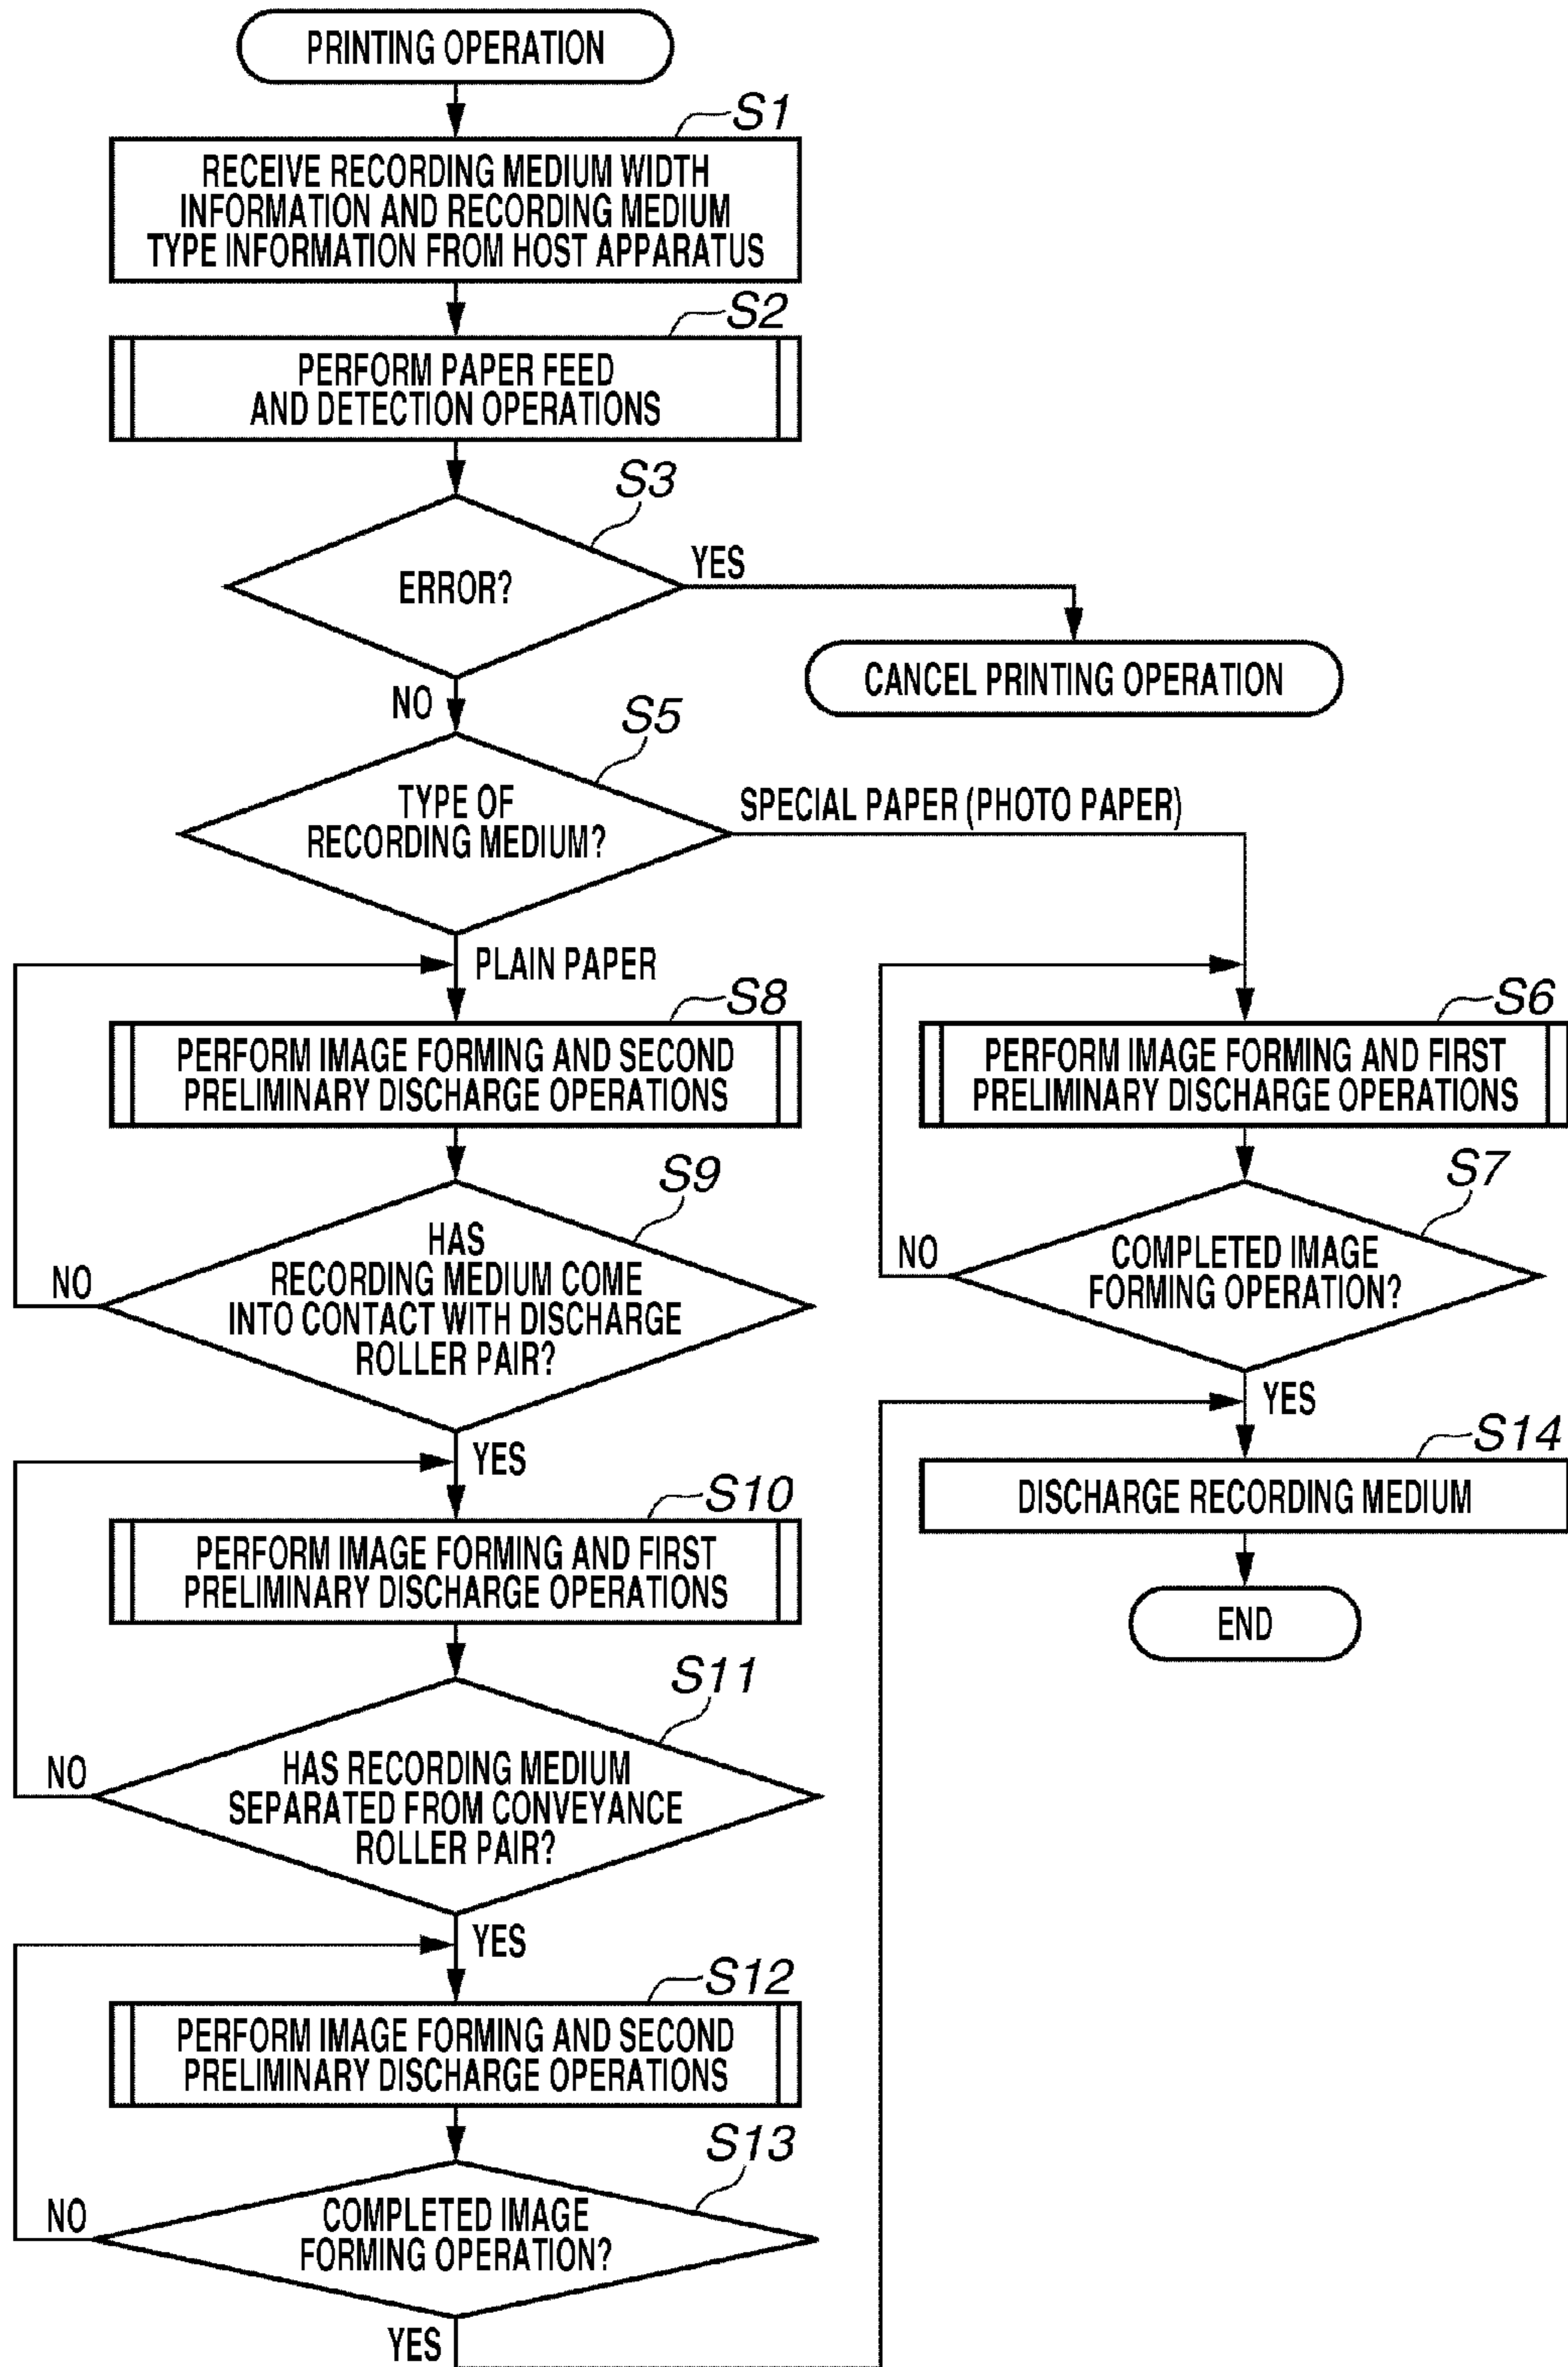 PRINTING OPERATION
S1
RECEIVE RECORDING MEDIUM WIDTH
INFORMATION AND RECORDING MEDIUM
TYPE INFORMATION FROM HOST APPARATUS
S2
PERFORM PAPER FEED
AND DETECTION OPERATIONS
S3
ERROR?
YES
CANCEL PRINTING OPERATION
NO
S5
TYPE OF
RECORDING MEDIUM?
SPECIAL PAPER (PHOTO PAPER)
PLAIN PAPER
S8
PERFORM IMAGE FORMING AND SECOND
PRELIMINARY DISCHARGE OPERATIONS
S9
HAS
RECORDING MEDIUM COME
INTO CONTACT WITH DISCHARGE
ROLLER PAIR?
NO
YES
S10
PERFORM IMAGE FORMING AND FIRST
PRELIMINARY DISCHARGE OPERATIONS
S11
HAS RECORDING MEDIUM
SEPARATED FROM CONVEYANCE
ROLLER PAIR?
NO
YES
S12
PERFORM IMAGE FORMING AND SECOND
PRELIMINARY DISCHARGE OPERATIONS
S13
COMPLETED IMAGE
FORMING OPERATION?
NO
YES
S6
PERFORM IMAGE FORMING AND FIRST
PRELIMINARY DISCHARGE OPERATIONS
S7
COMPLETED IMAGE
FORMING OPERATION?
NO
YES
S14
DISCHARGE RECORDING MEDIUM
END